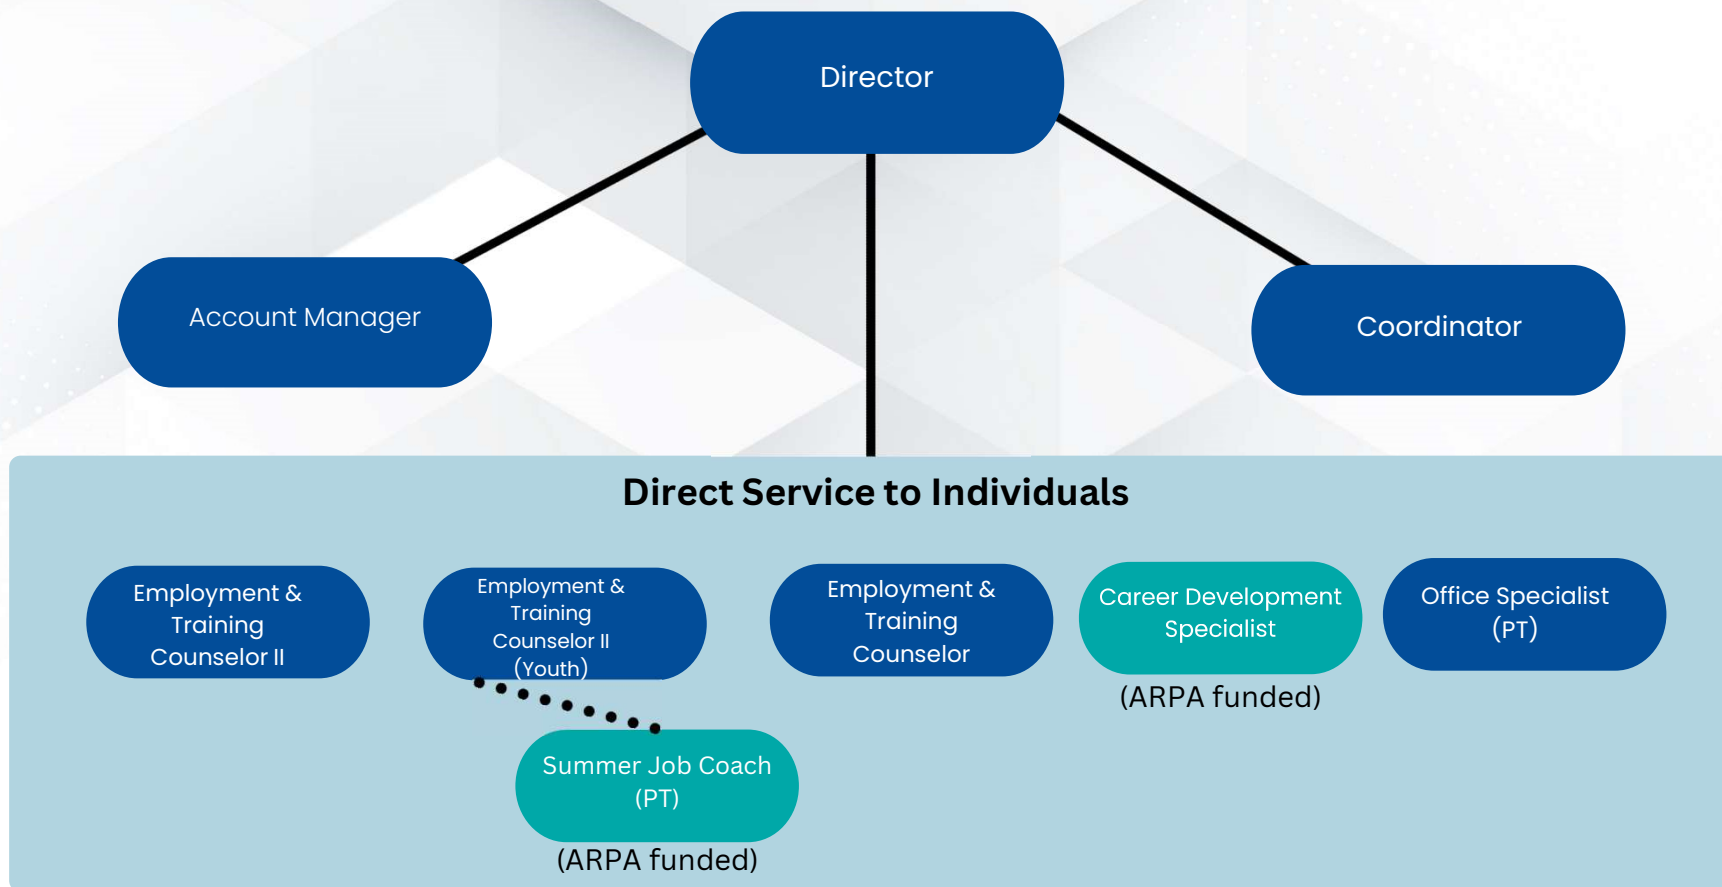 Director
Account Manager
Coordinator
Direct Service to Individuals
Employment &
Training
Counselor II
Employment &
Training
Counselor II
(Youth)
Employment &
Training
Counselor
Career Development
Specialist
(ARPA funded)
Office Specialist
(PT)
Summer Job Coach
(PT)
(ARPA funded)